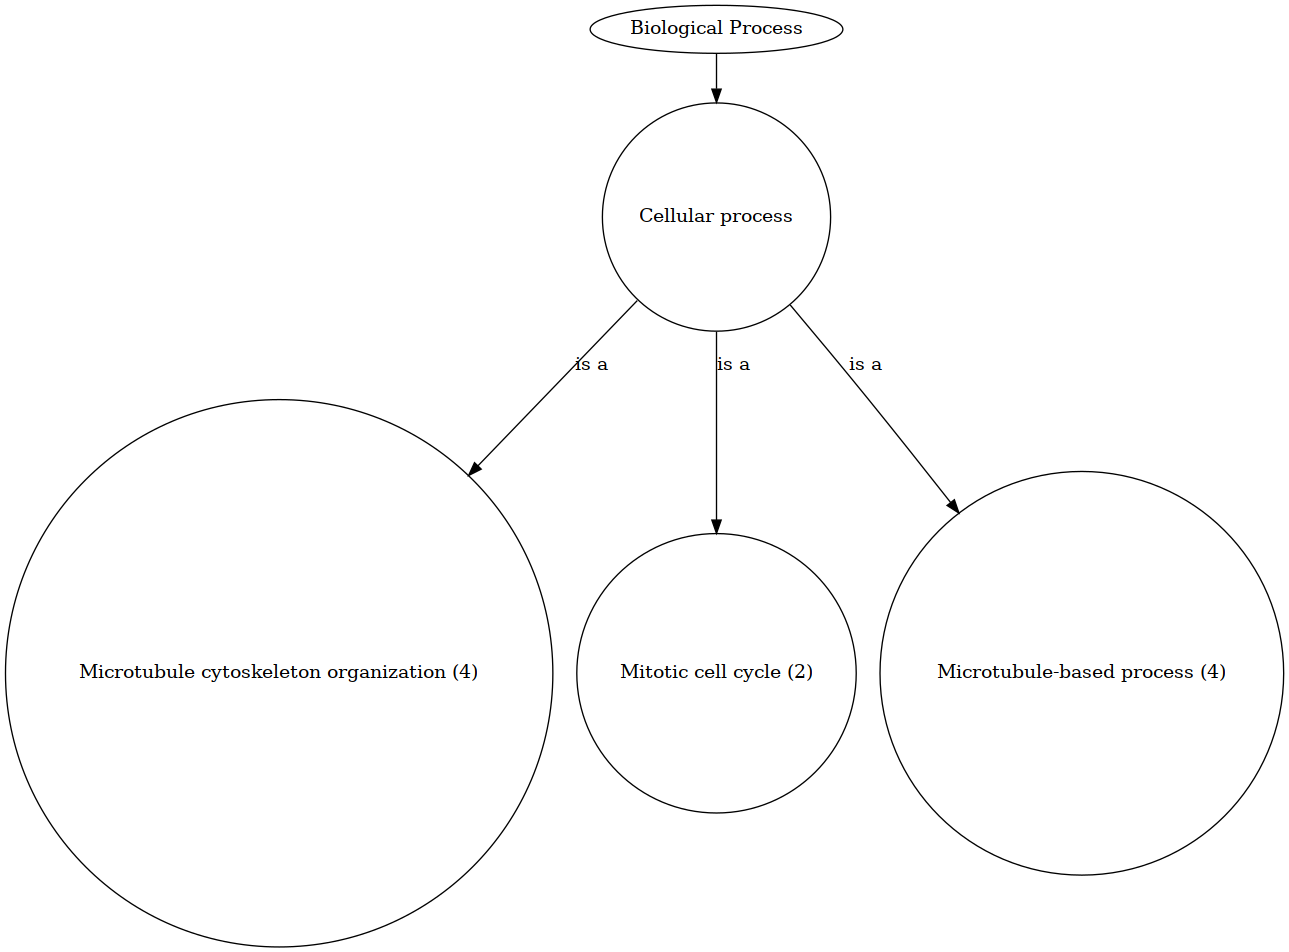 Biological Process
Cellular process
is a
is a
is a
Microtubule cytoskeleton organization (4)
Mitotic cell cycle (2)
Microtubule-based process (4)